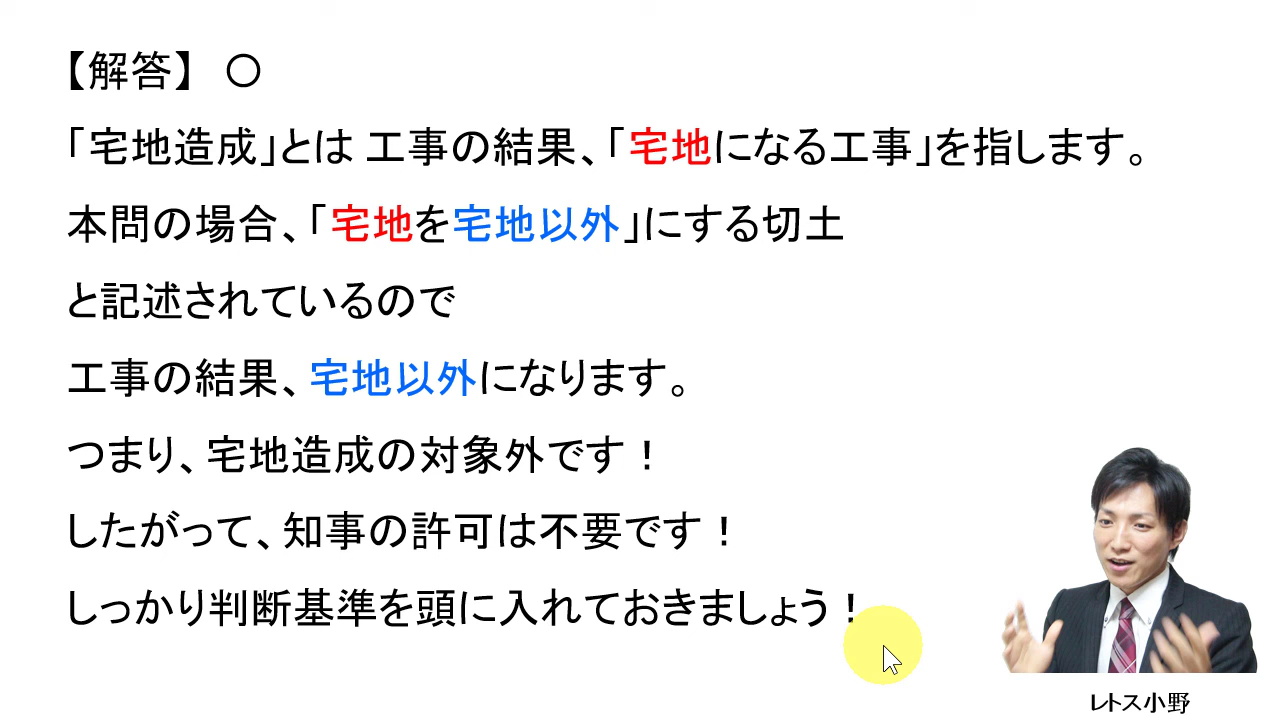 【解答】 〇
「宅地造成」とは 工事の結果、「宅地になる工事」を指します。
本問の場合、「宅地を宅地以外」にする切土
と記述されているので
工事の結果、宅地以外になります。
つまり、宅地造成の対象外です！
したがって、知事の許可は不要です！
しっかり判断基準を頭に入れておきましょう！
レトス小野